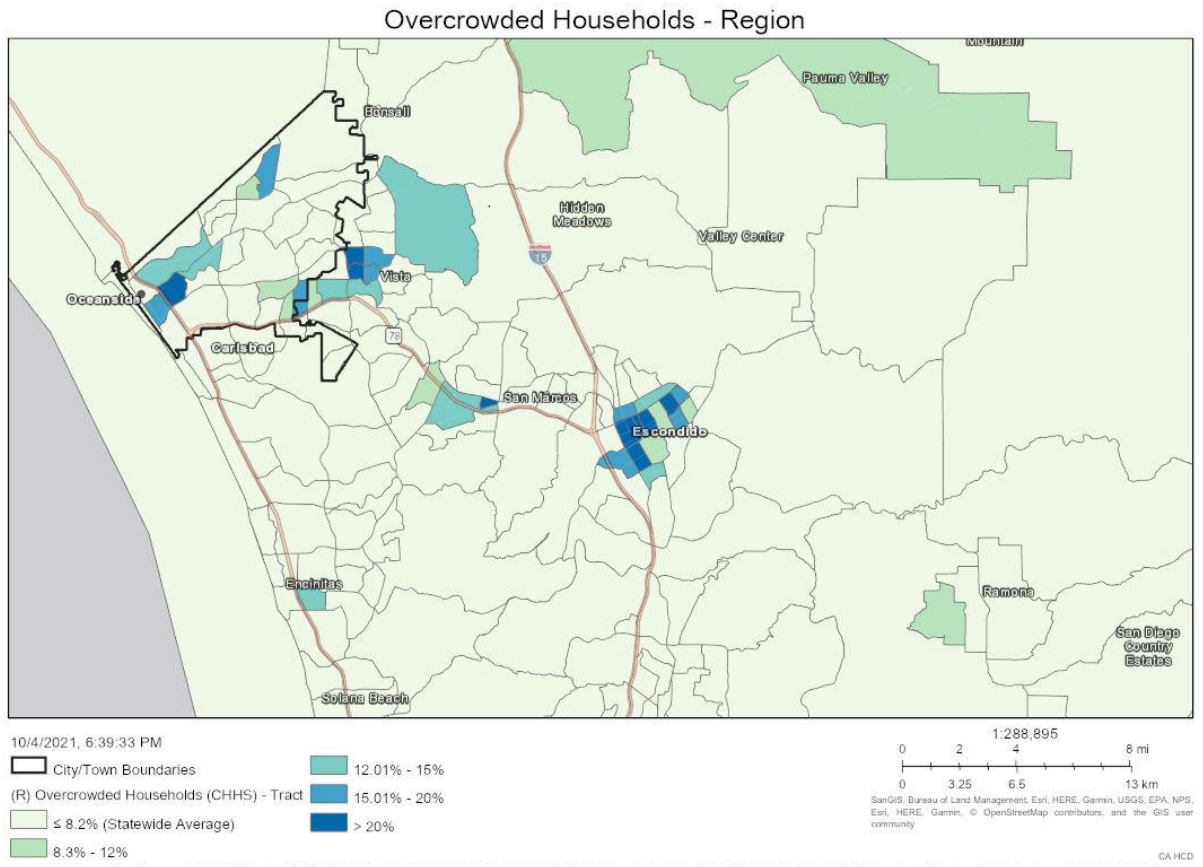 Overcrowded Households - Region
Mountain
Pauma Valley
Bonsall
Hidden
Meadows
Valley Center
15
Vista
Oceanside
78
Carlsbad
San Marcos
Escondido
Encinitas
Ramona
San Diego
Country
Estates
Solana Beach
10/4/2021, 6:39:33 PM
City/Town Boundaries
(R) Overcrowded Households (CHHS) - Tract
≤ 8.2% (Statewide Average)
8.3% - 12%
12.01% - 15%
15.01% - 20%
> 20%
1:288,895
0 2 4 8 mi
0 3.25 6.5 13 km
SanGIS, Bureau of Land Management, Esri, HERE, Garmin, USGS, EPA, NPS,
Esri, HERE, Garmin, © OpenStreetMap contributors, and the GIS user
community
CA HCD